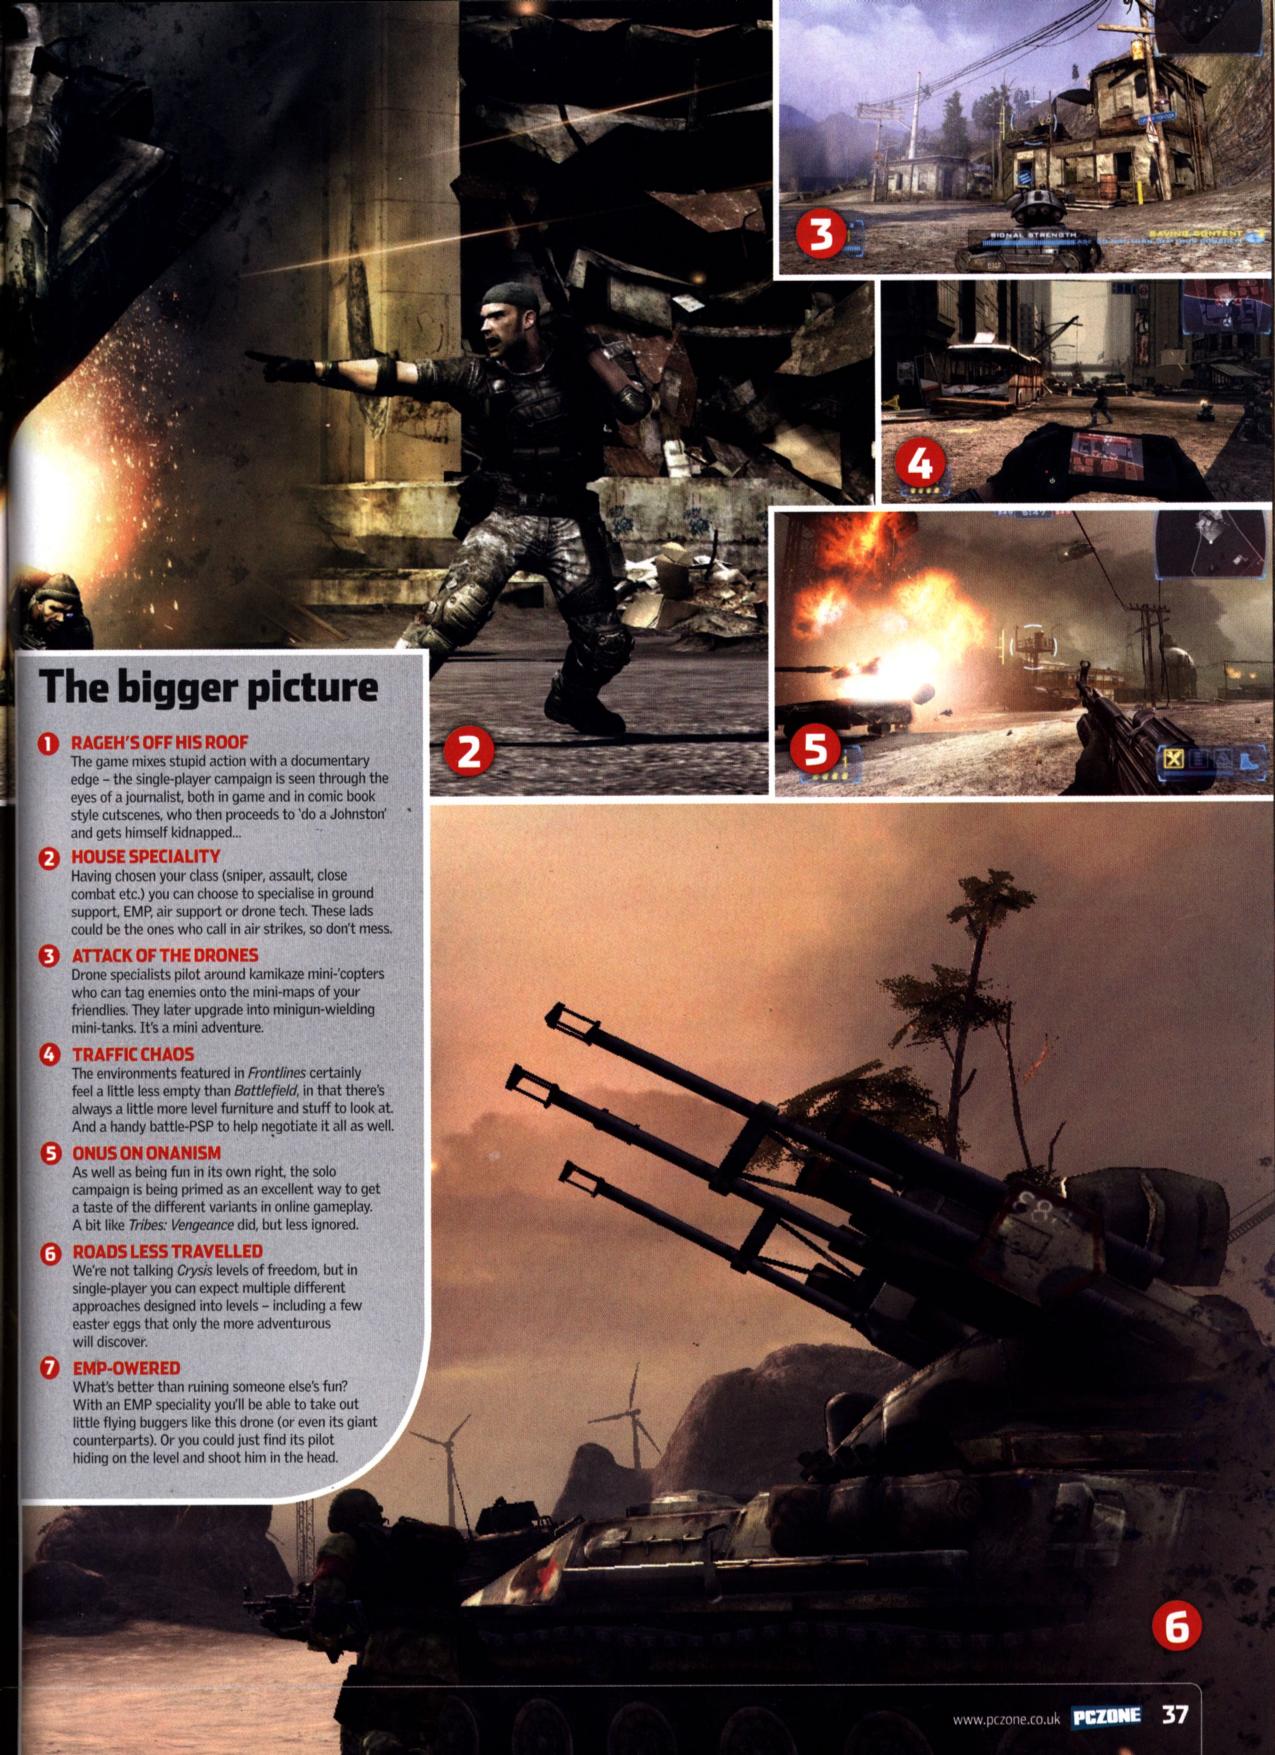 3
SIGNAL STRENGTH
SAVING CONTENT
4
5
2
The bigger picture
1 RAGEH'S OFF HIS ROOF
The game mixes stupid action with a documentary
edge – the single-player campaign is seen through the
eyes of a journalist, both in game and in comic book
style cutscenes, who then proceeds to 'do a Johnston'
and gets himself kidnapped...
2 HOUSE SPECIALITY
Having chosen your class (sniper, assault, close
combat etc.) you can choose to specialise in ground
support, EMP, air support or drone tech. These lads
could be the ones who call in air strikes, so don't mess.
3 ATTACK OF THE DRONES
Drone specialists pilot around kamikaze mini-'copters
who can tag enemies onto the mini-maps of your
friendlies. They later upgrade into minigun-wielding
mini-tanks. It's a mini adventure.
4 TRAFFIC CHAOS
The environments featured in Frontlines certainly
feel a little less empty than Battlefield, in that there's
always a little more level furniture and stuff to look at.
And a handy battle-PSP to help negotiate it all as well.
5 ONUS ON ONANISM
As well as being fun in its own right, the solo
campaign is being primed as an excellent way to get
a taste of the different variants in online gameplay.
A bit like Tribes: Vengeance did, but less ignored.
6 ROADS LESS TRAVELLED
We're not talking Crysis levels of freedom, but in
single-player you can expect multiple different
approaches designed into levels – including a few
easter eggs that only the more adventurous
will discover.
7 EMP-OWERED
What's better than ruining someone else's fun?
With an EMP speciality you'll be able to take out
little flying buggers like this drone (or even its giant
counterparts). Or you could just find its pilot
hiding on the level and shoot him in the head.
6
www.pczone.co.uk PCZONE 37